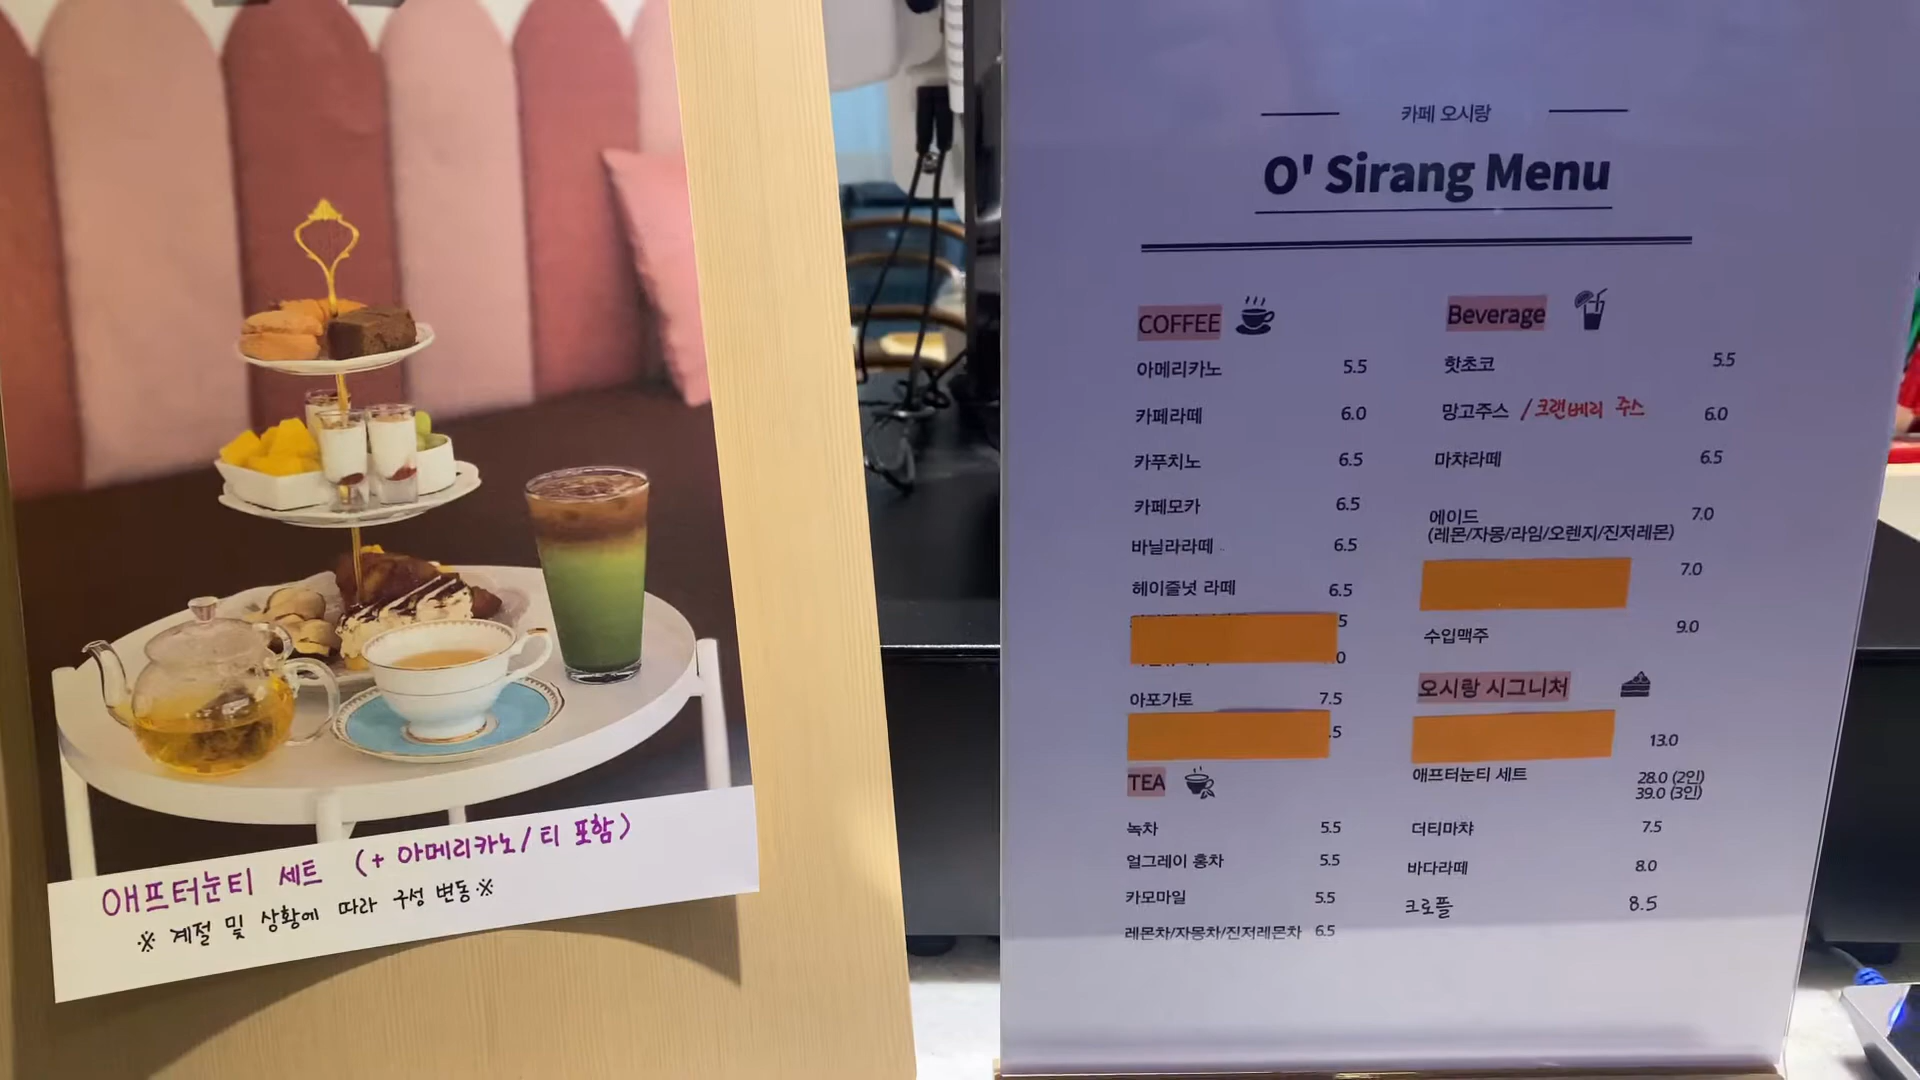 애프터눈티 세트 (+ 아메리카노/티 포함)
※ 계절 및 상황에 따라 구성 변동※
카페 오시랑
O' Sirang Menu
COFFEE
아메리카노 5.5
카페라떼 6.0
카푸치노 6.5
카페모카 6.5
바닐라라떼 6.5
헤이즐넛 라떼 6.5
아포가토 7.5
TEA
녹차 5.5
얼그레이 홍차 5.5
카모마일 5.5
레몬차/자몽차/진저레몬차 6.5
Beverage
핫초코 5.5
망고주스 /크랜베리 주스 6.0
마챠라떼 6.5
에이드 7.0
(레몬/자몽/라임/오렌지/진저레몬)
7.0
수입맥주 9.0
오시랑 시그니처
13.0
애프터눈티 세트 28.0 (2인)
39.0 (3인)
더티마챠 7.5
바다라떼 8.0
크로플 8.5